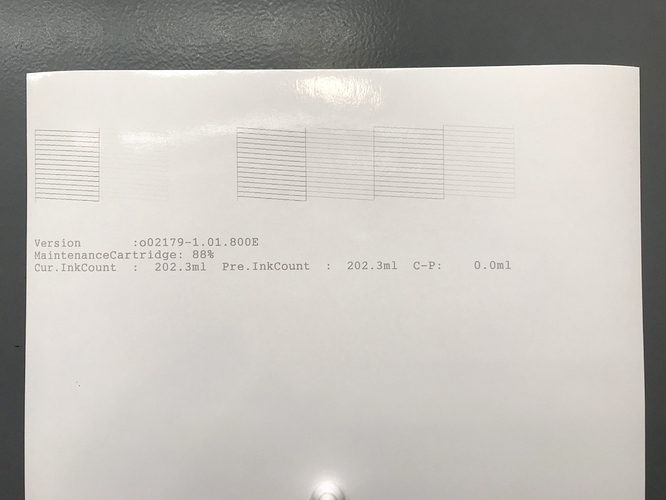 Version :o02179-1.01.800E
MaintenanceCartridge: 88%
Cur.InkCount : 202.3ml Pre.InkCount : 202.3ml C-P: 0.0ml